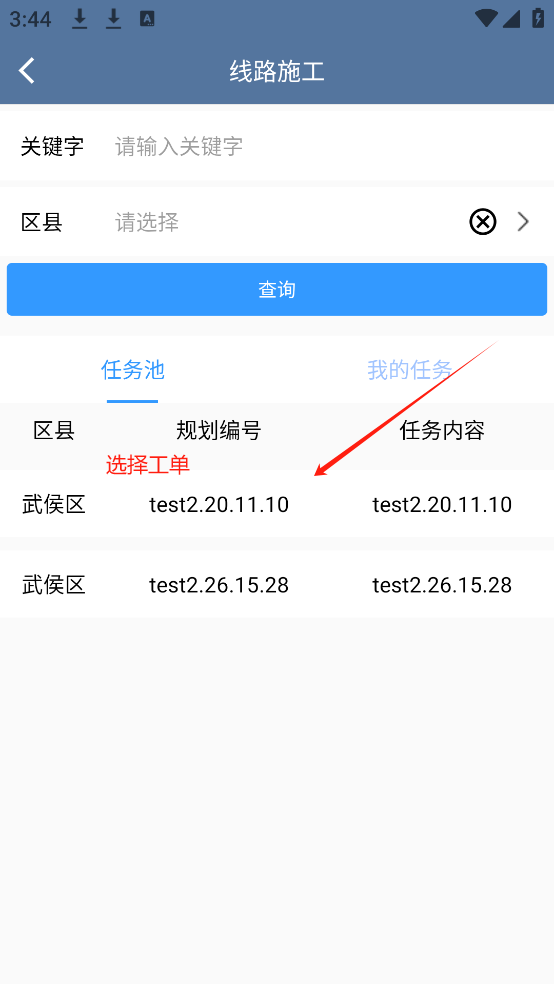 3:44
线路施工
关键字 请输入关键字
区县 请选择
查询
任务池 我的任务
区县 规划编号 任务内容
选择工单
武侯区 test2.20.11.10 test2.20.11.10
武侯区 test2.26.15.28 test2.26.15.28